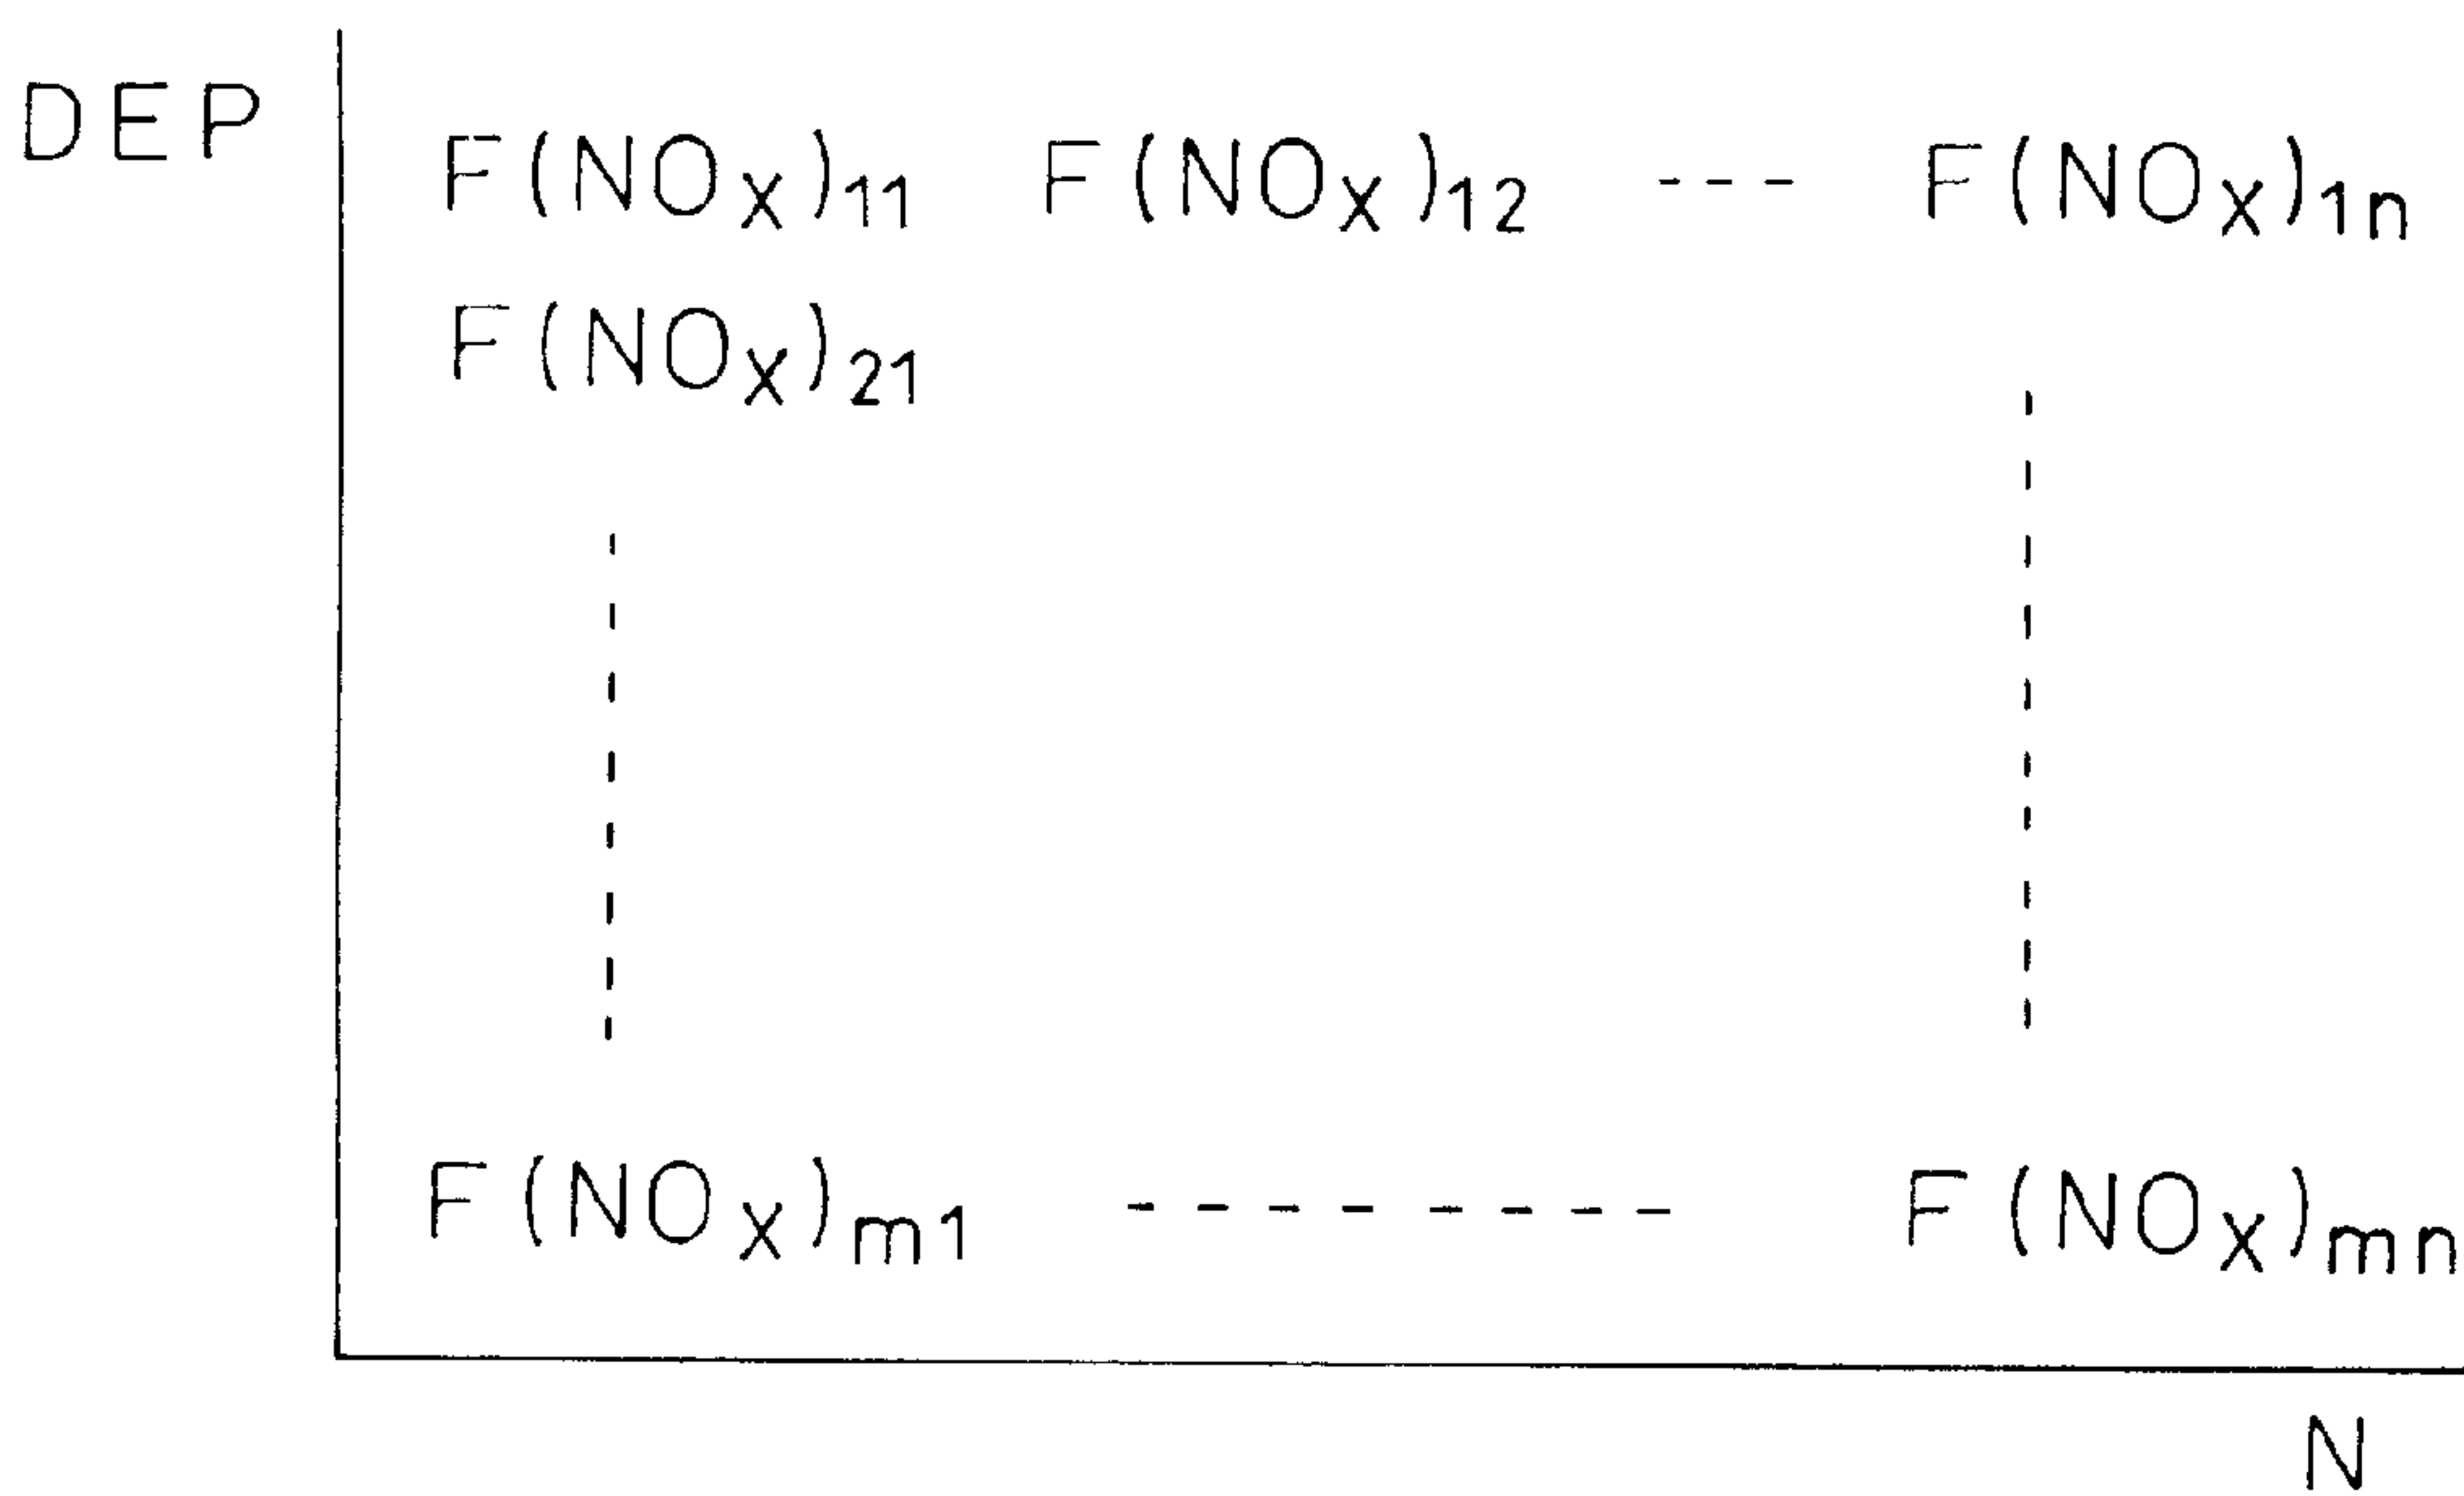 DEP
F(NOx)11 F(NOx)12 --- F(NOx)1n
F(NOx)21
F(NOx)m1 -------- F(NOx)mn
N